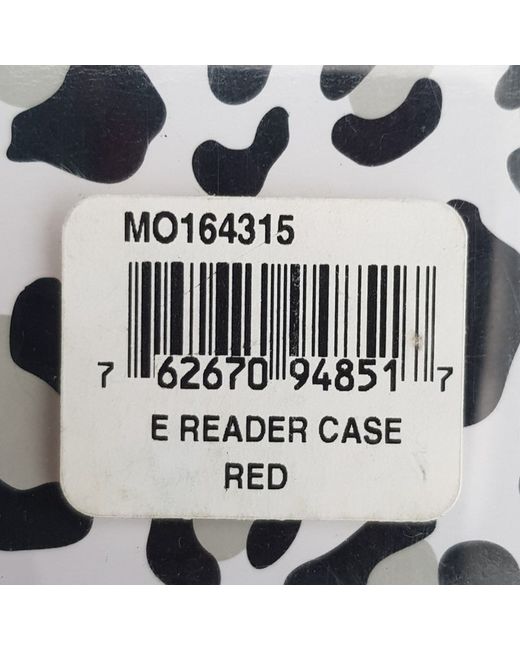 MO164315
7 62670 94851 7
E READER CASE
RED